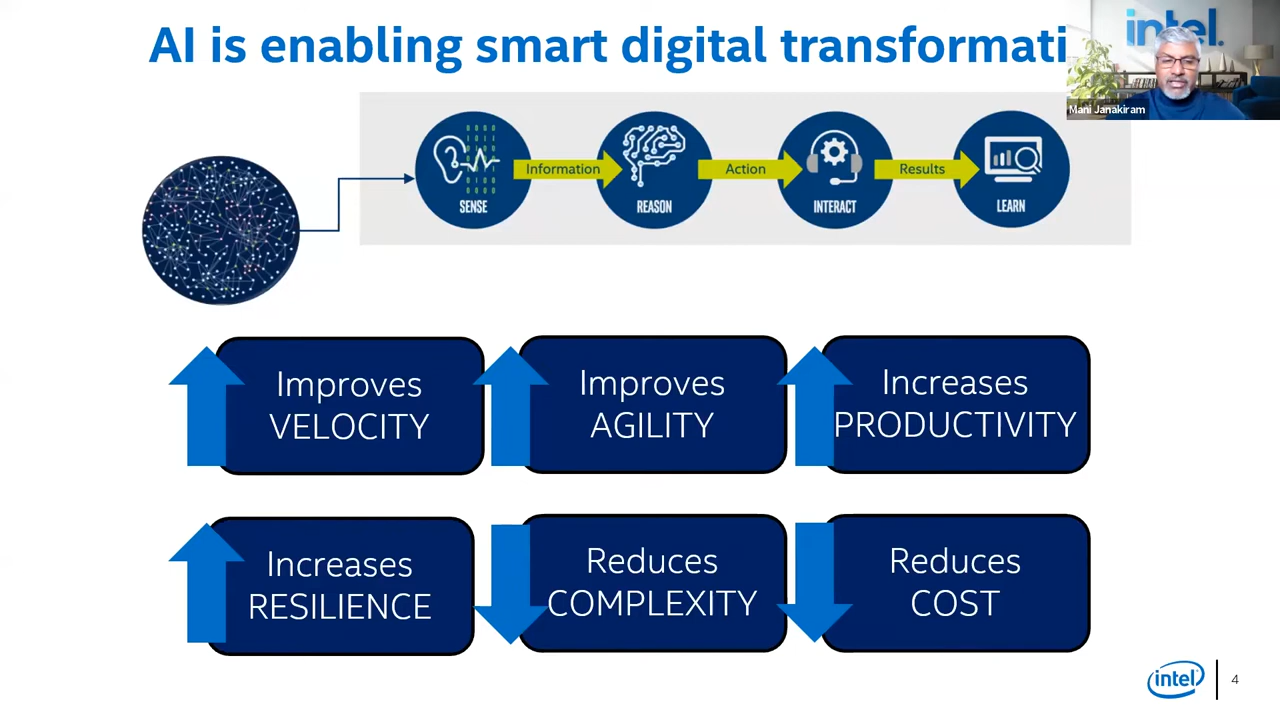 AI is enabling smart digital transformati
intel.
Mani Janakiram
Information
Action
Results
SENSE
REASON
INTERACT
LEARN
Improves
VELOCITY
Improves
AGILITY
Increases
PRODUCTIVITY
Increases
RESILIENCE
Reduces
COMPLEXITY
Reduces
COST
intel
4